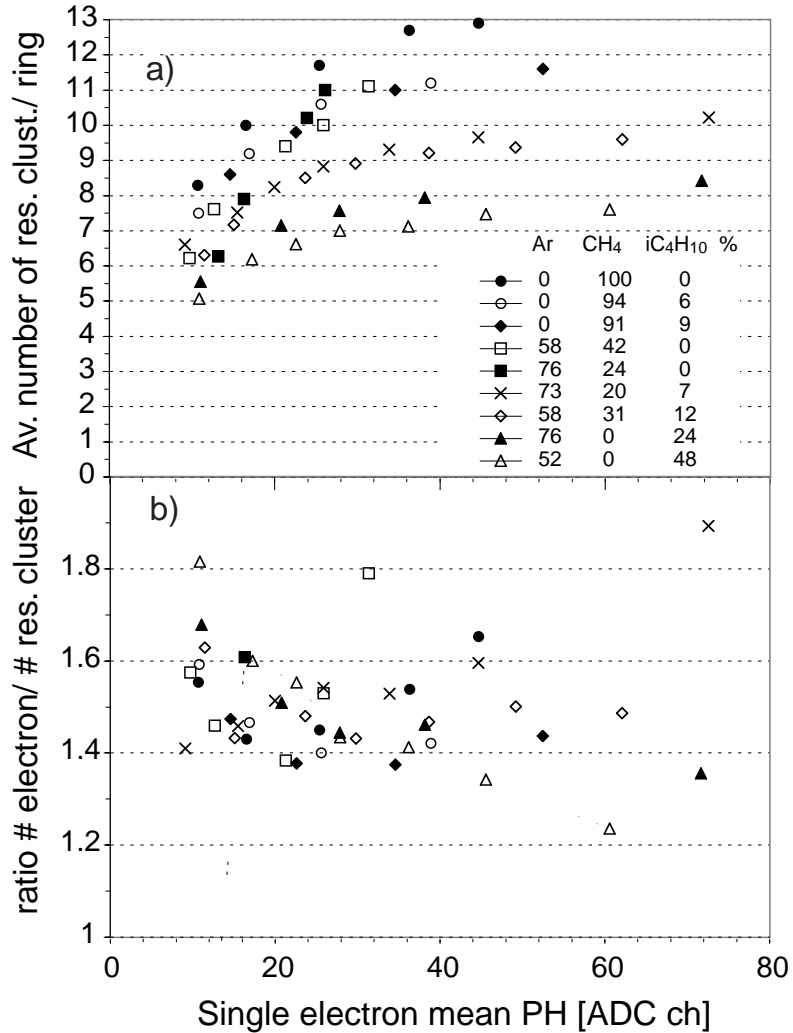 13
12
11
10
9
8
7
6
5
4
3
2
1
0
Av. number of res. clust./ ring
a)
Ar CH4 iC4H10 %
0 100 0
0 94 6
0 91 9
58 42 0
76 24 0
73 20 7
58 31 12
76 0 24
52 0 48
b)
1.8
1.6
1.4
1.2
1
ratio # electron/ # res. cluster
0 20 40 60 80
Single electron mean PH [ADC ch]